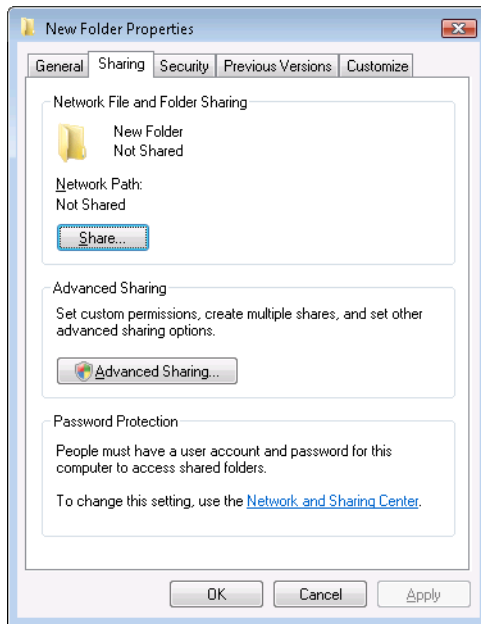 New Folder Properties
General Sharing Security Previous Versions Customize
Network File and Folder Sharing
New Folder
Not Shared
Network Path:
Not Shared
Share...
Advanced Sharing
Set custom permissions, create multiple shares, and set other
advanced sharing options.
Advanced Sharing...
Password Protection
People must have a user account and password for this
computer to access shared folders.
To change this setting, use the Network and Sharing Center.
OK Cancel Apply